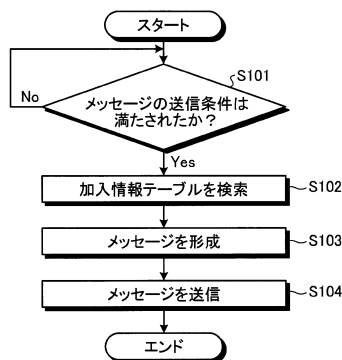 スタート
S101
メッセージの送信条件は
満たされたか？
No
Yes
加入情報テーブルを検索
S102
メッセージを形成
S103
メッセージを送信
S104
エンド